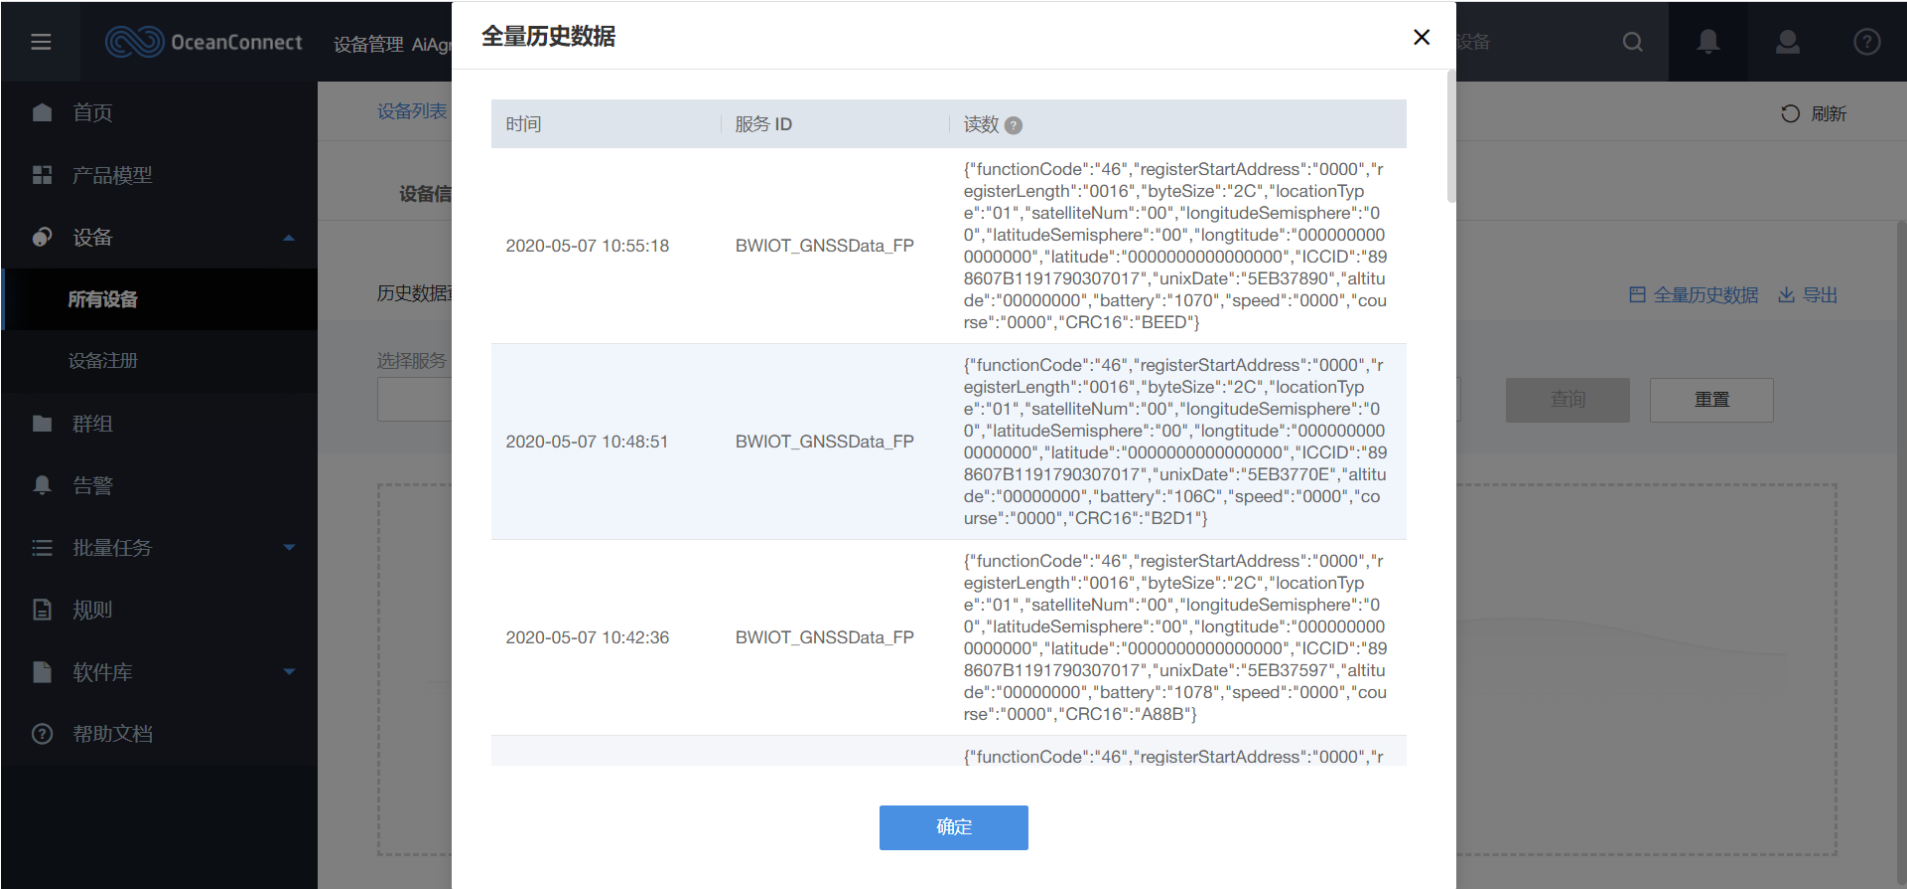 OceanConnect 设备管理 AiAgr
全量历史数据
设备
首页
产品模型
设备
所有设备
设备注册
群组
告警
批量任务
规则
软件库
帮助文档
设备列表
刷新
设备信
历史数据
全量历史数据 导出
选择服务
查询 重置
时间 服务 ID 读数
2020-05-07 10:55:18 BWIOT_GNSSData_FP
{"functionCode":"46","registerStartAddress":"0000","r
egisterLength":"0016","byteSize":"2C","locationTyp
e":"01","satelliteNum":"00","longitudeSemisphere":"0
0","latitudeSemisphere":"00","longtitude":"000000000
0000000","latitude":"0000000000000000","ICCID":"89
8607B1191790307017","unixDate":"5EB37890","altitu
de":"00000000","battery":"1070","speed":"0000","cou
rse":"0000","CRC16":"BEED"}
2020-05-07 10:48:51 BWIOT_GNSSData_FP
{"functionCode":"46","registerStartAddress":"0000","r
egisterLength":"0016","byteSize":"2C","locationTyp
e":"01","satelliteNum":"00","longitudeSemisphere":"0
0","latitudeSemisphere":"00","longtitude":"000000000
0000000","latitude":"0000000000000000","ICCID":"89
8607B1191790307017","unixDate":"5EB3770E","altitu
de":"00000000","battery":"106C","speed":"0000","co
urse":"0000","CRC16":"B2D1"}
2020-05-07 10:42:36 BWIOT_GNSSData_FP
{"functionCode":"46","registerStartAddress":"0000","r
egisterLength":"0016","byteSize":"2C","locationTyp
e":"01","satelliteNum":"00","longitudeSemisphere":"0
0","latitudeSemisphere":"00","longtitude":"000000000
0000000","latitude":"0000000000000000","ICCID":"89
8607B1191790307017","unixDate":"5EB37597","altitu
de":"00000000","battery":"1078","speed":"0000","cou
rse":"0000","CRC16":"A88B"}
{"functionCode":"46","registerStartAddress":"0000","r
确定